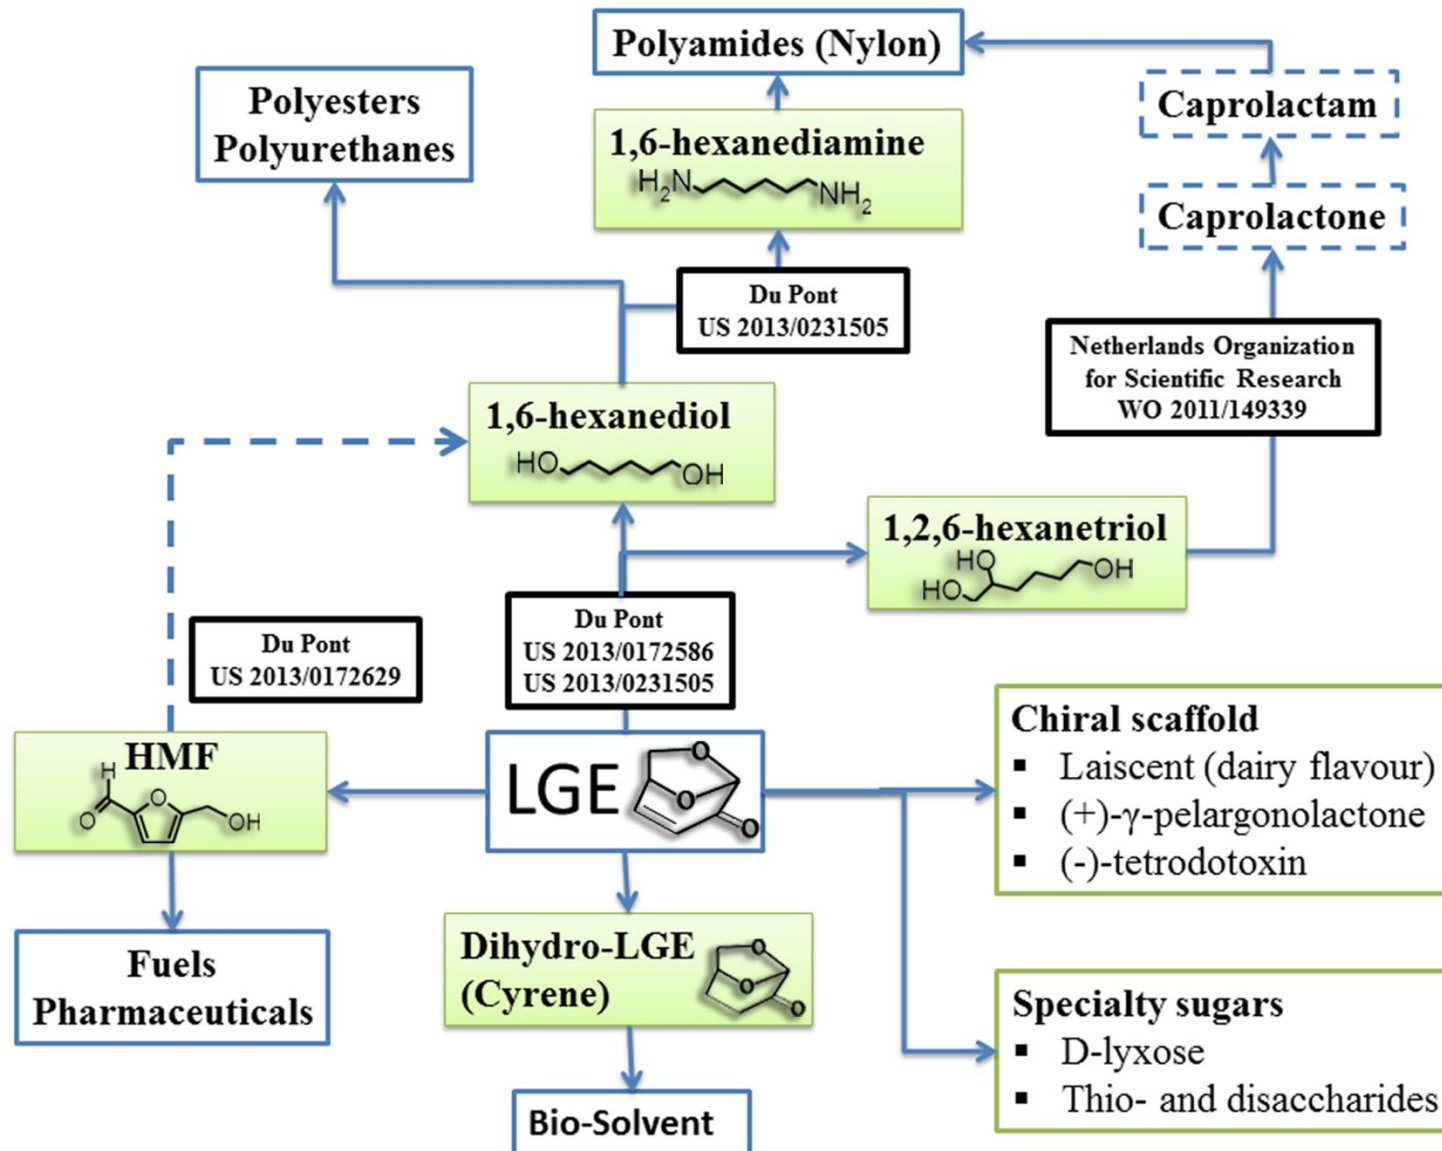 Polyamides (Nylon)
Polyesters
Polyurethanes
1,6-hexanediamine
H2N
NH2
Caprolactam
Caprolactone
Du Pont
US 2013/0231505
Netherlands Organization
for Scientific Research
WO 2011/149339
1,6-hexanediol
HO
OH
1,2,6-hexanetriol
HO
HO
OH
Du Pont
US 2013/0172629
Du Pont
US 2013/0172586
US 2013/0231505
HMF
H
O
O
OH
LGE
O
O
O
Chiral scaffold
▪ Laiscent (dairy flavour)
▪ (+)-γ-pelargonolactone
▪ (-)-tetrodotoxin
Fuels
Pharmaceuticals
Dihydro-LGE
(Cyrene)
O
O
O
Specialty sugars
▪ D-lyxose
▪ Thio- and disaccharides
Bio-Solvent